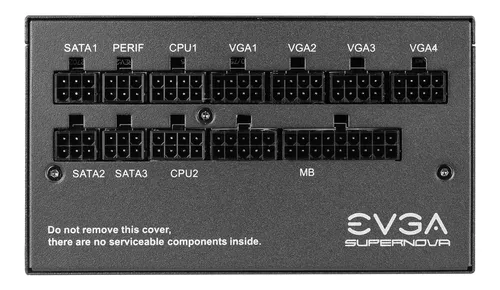 SATA1 PERIF CPU1 VGA1 VGA2 VGA3 VGA4
SATA2 SATA3 CPU2 MB
Do not remove this cover,
there are no serviceable components inside.
EVGA
SUPERNOVA